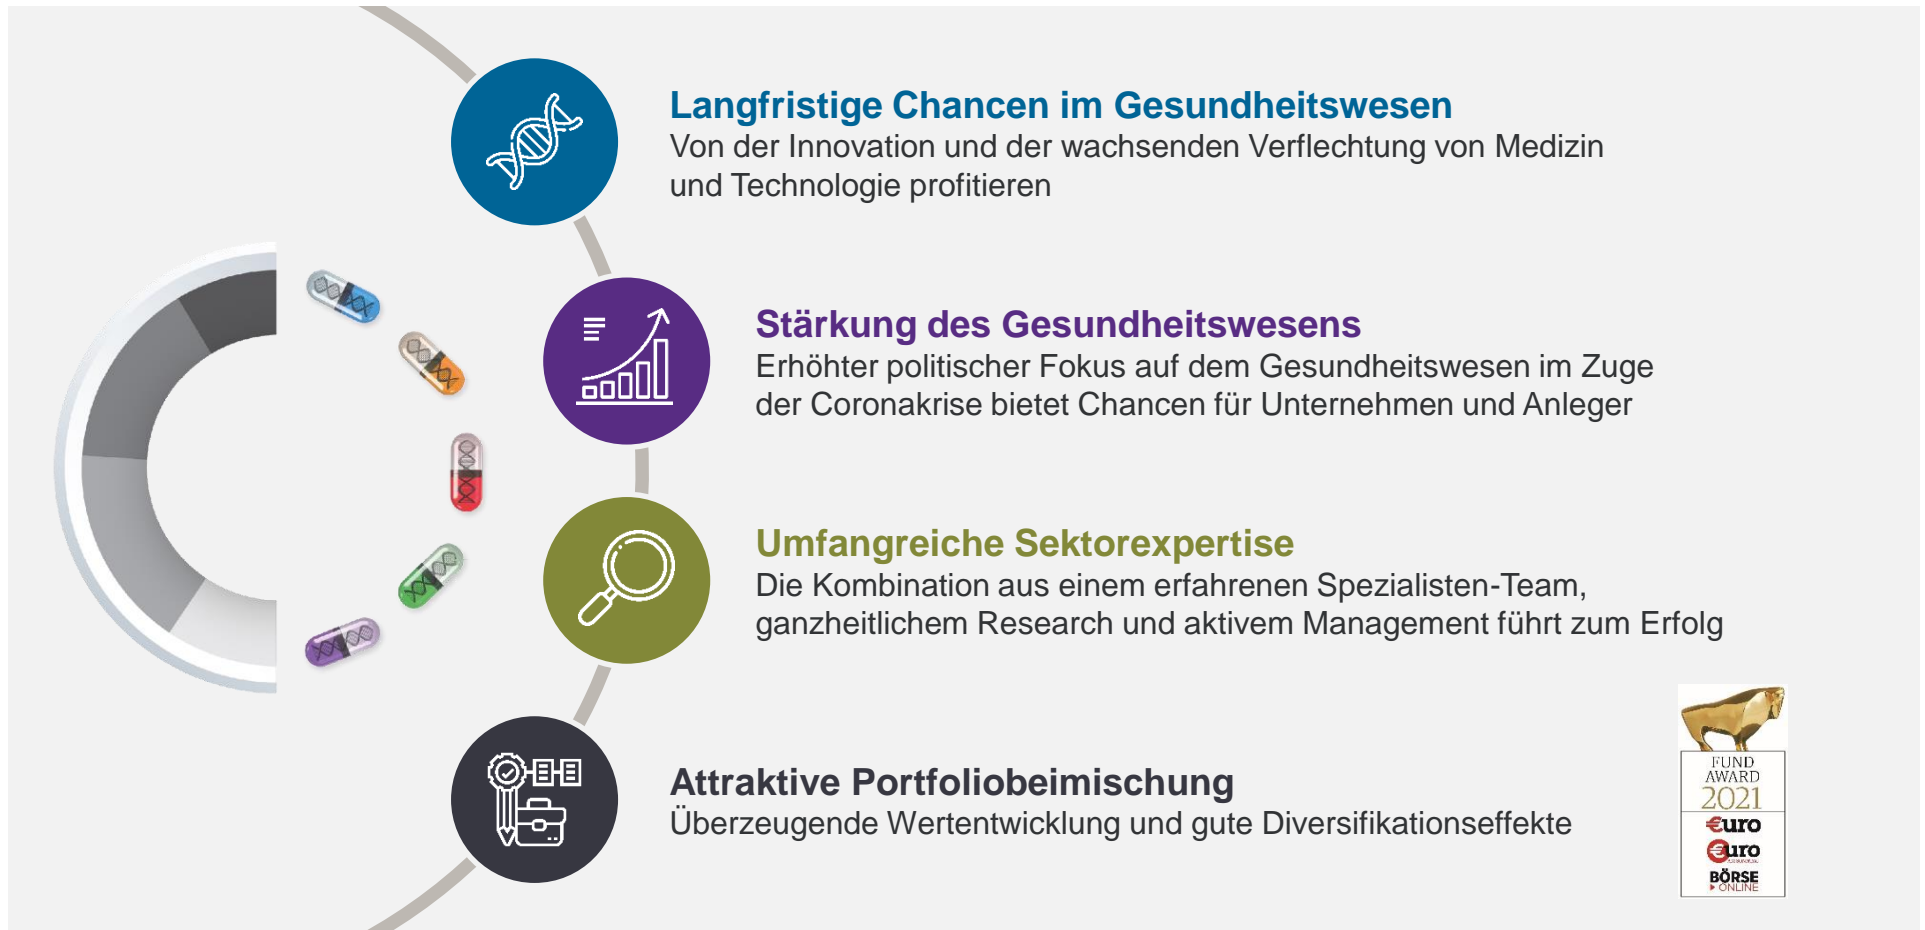 Langfristige Chancen im Gesundheitswesen
Von der Innovation und der wachsenden Verflechtung von Medizin
und Technologie profitieren
Stärkung des Gesundheitswesens
Erhöhter politischer Fokus auf dem Gesundheitswesen im Zuge
der Coronakrise bietet Chancen für Unternehmen und Anleger
Umfangreiche Sektorexpertise
Die Kombination aus einem erfahrenen Spezialisten-Team,
ganzheitlichem Research und aktivem Management führt zum Erfolg
Attraktive Portfoliobeimischung
Überzeugende Wertentwicklung und gute Diversifikationseffekte
FUND
AWARD
2021
€uro
€uro
BÖRSE
ONLINE